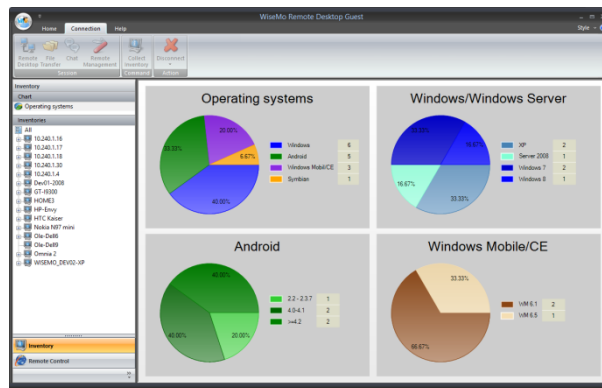 WiseMo Remote Desktop Guest
Home Connection Help
Style
Remote Desktop
File Transfer
Chat
Remote Management
Collect Inventory
Disconnect
Session
Command
Action
Inventory
Chart
Operating systems
Inventories
All
10.240.1.16
10.240.1.17
10.240.1.18
10.240.1.30
10.240.1.4
Dev01-2008
GT-I9300
HOME3
HP-Envy
HTC Kaser
Nokia N97 mini
Ole-Dell6
Ole-Dell9
Omnia 2
WISEMO_DEV02-XP
Inventory
Remote Control
Operating systems
20.00%
33.33%
6.67%
40.00%
Windows 6
Android 5
Windows Mobil/CE 3
Symbian 1
Windows/Windows Server
33.33%
16.67%
16.67%
33.33%
XP 2
Server 2008 1
Windows 7 2
Windows 8 1
Android
40.00%
40.00%
20.00%
2.2 - 2.3.7 1
4.0-4.1 2
>=4.2 2
Windows Mobile/CE
33.33%
66.67%
WM 6.1 2
WM 6.5 1